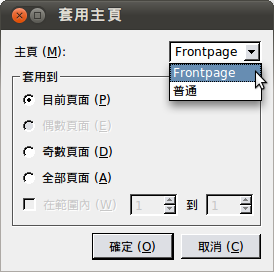 套用主頁
主頁 (M): Frontpage
Frontpage
普通
套用到
目前頁面 (P)
偶數頁面 (E)
奇數頁面 (D)
全部頁面 (A)
在範圍內 (W) 1 到 1
確定 (O) 取消 (C)